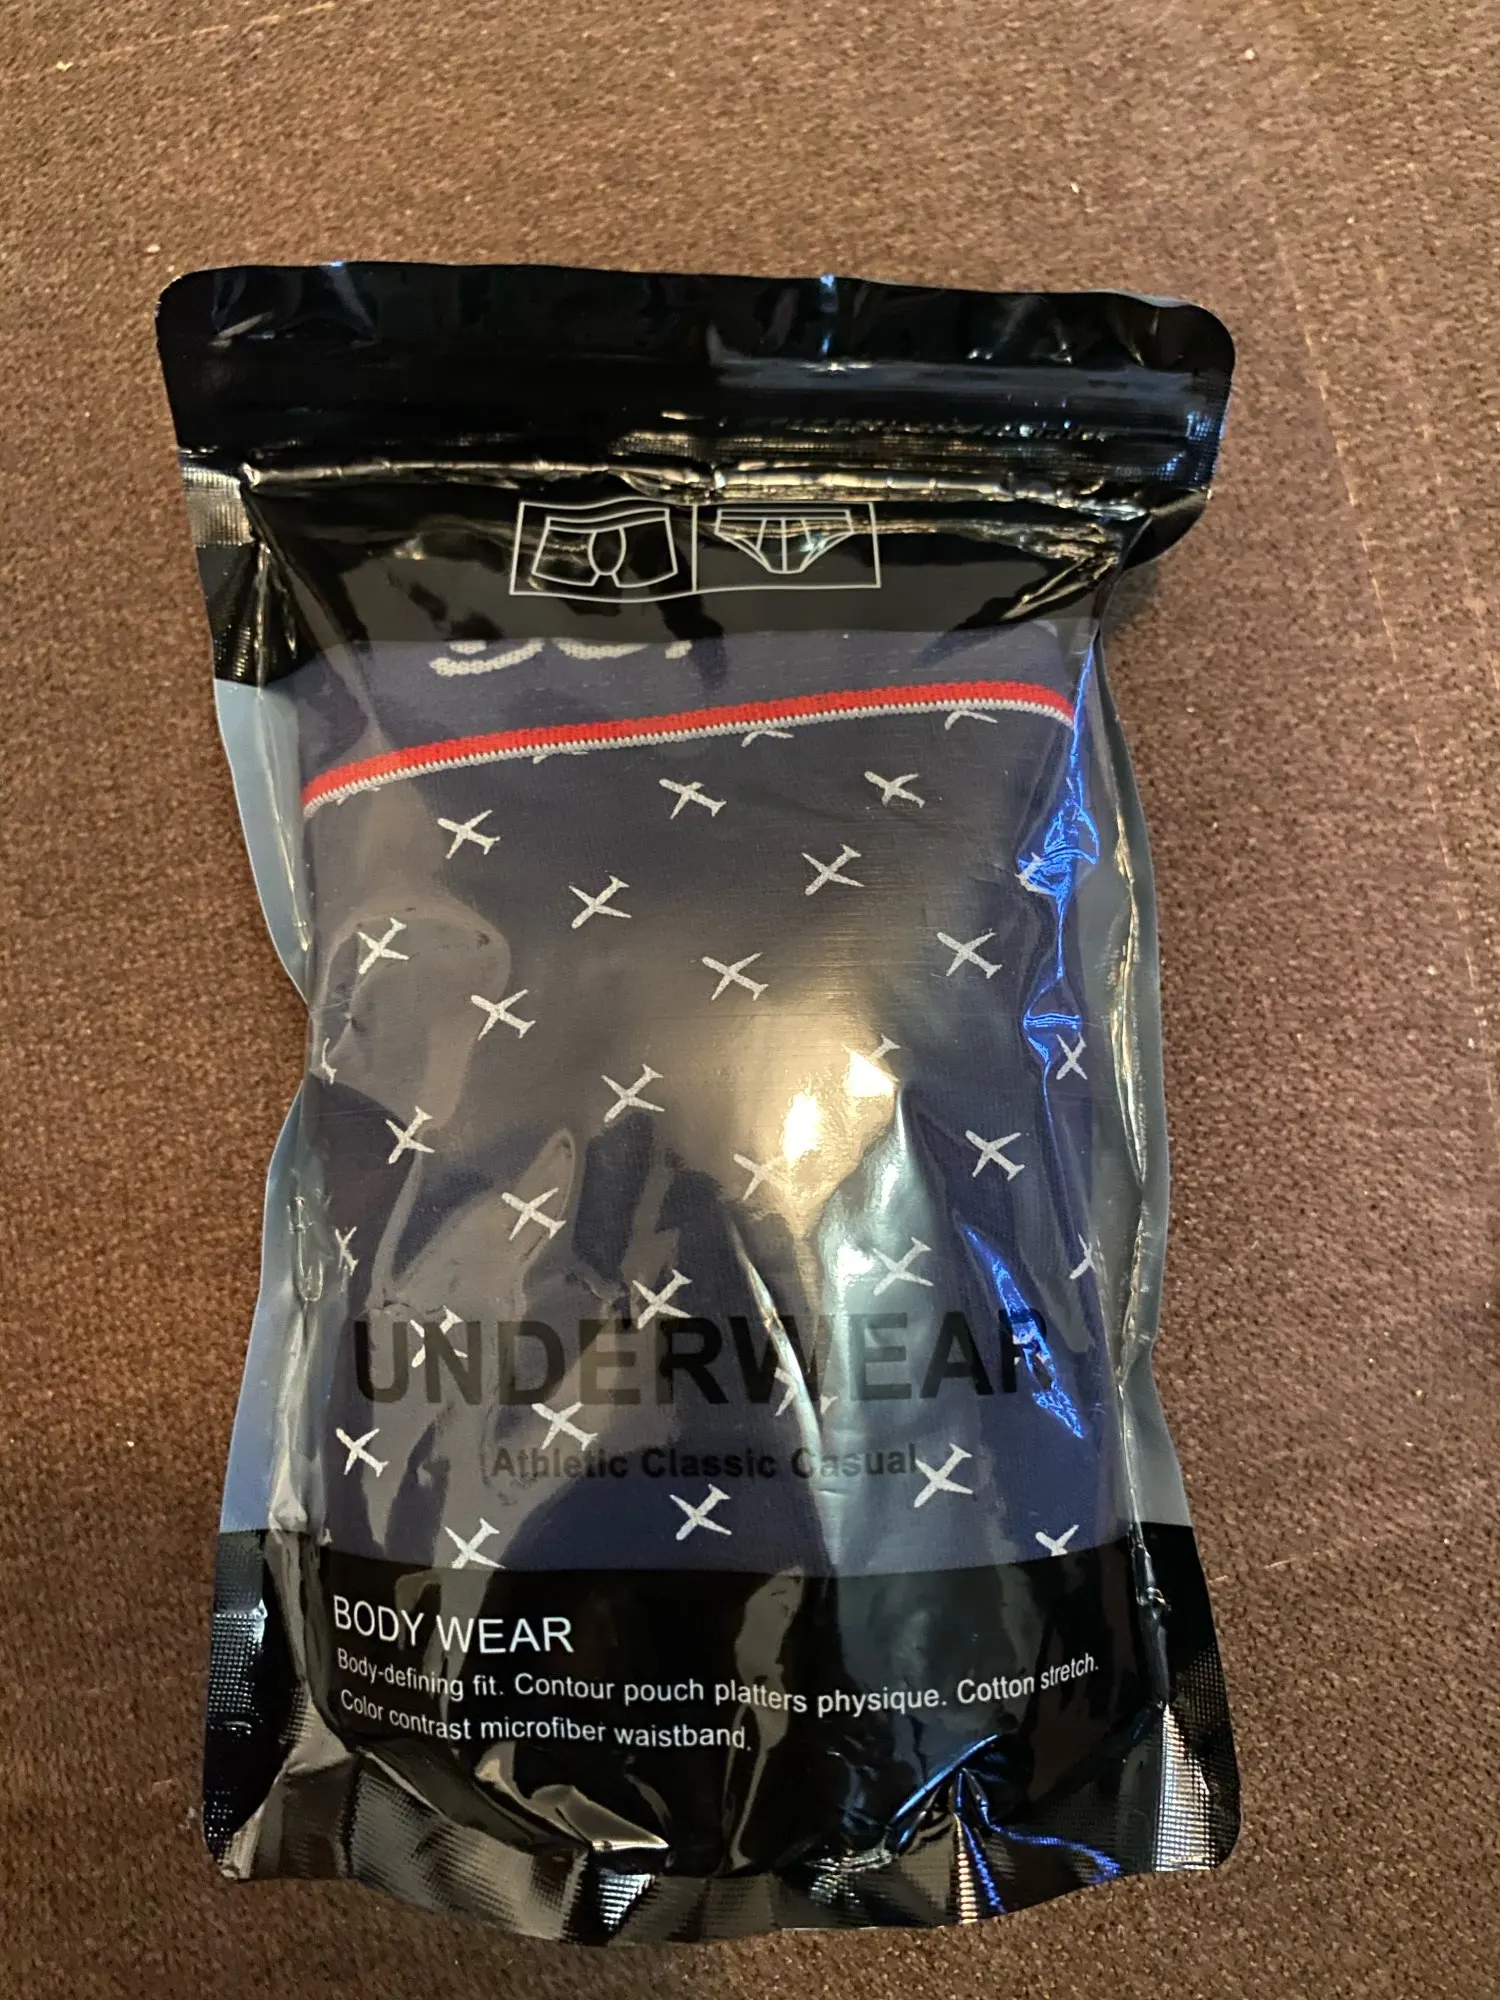 UNDERWEAR
Athletic Classic Casual
BODY WEAR
Body-defining fit. Contour pouch platters physique. Cotton stretch.
Color contrast microfiber waistband.